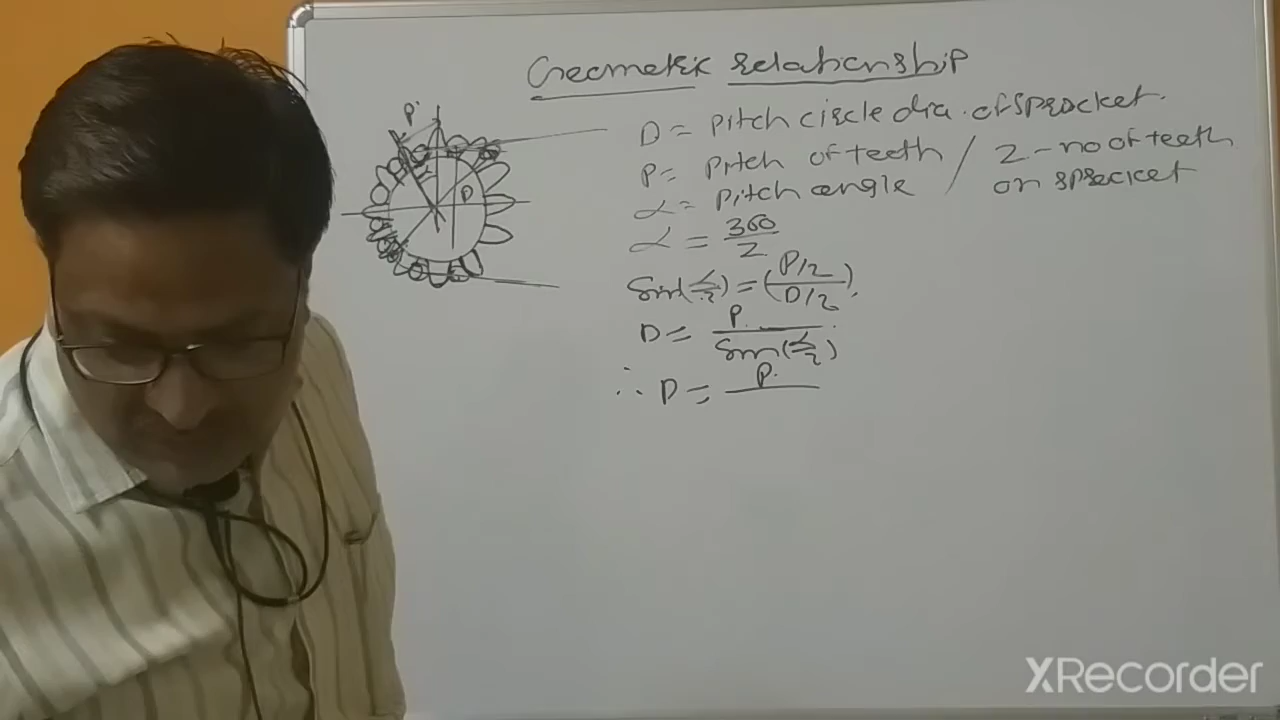 Geometric relationship
P
D
D = Pitch circle dia. of sprocket.
P = Pitch of teeth / Z - no of teeth
α = Pitch angle / on sprocket
α = 360/Z
Sin(α/2) = (P/2 / D/2).
D = P / Sin(α/2)
∴ D = P
XRecorder